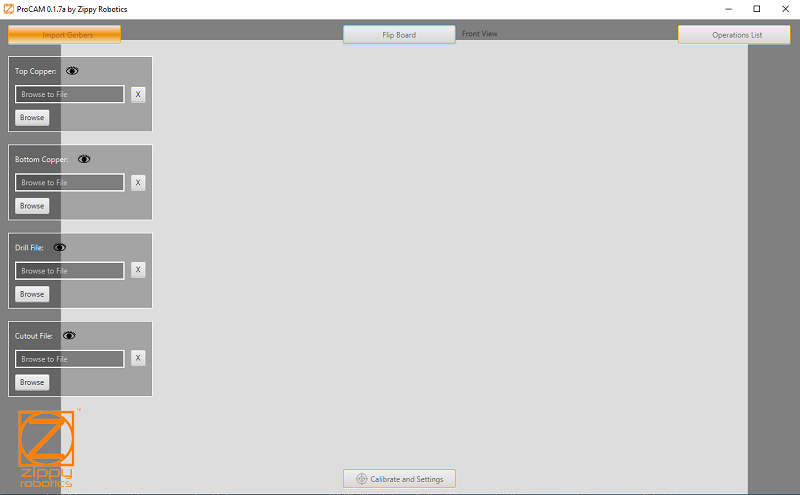 ProCAM 0.1.7a by Zippy Robotics
Import Gerbers
Flip Board
Front View
Operations List
Top Copper:
Browse to File
X
Browse
Bottom Copper:
Browse to File
X
Browse
Drill File:
Browse to File
X
Browse
Cutout File:
Browse to File
X
Browse
zippy
robotics
TM
Calibrate and Settings